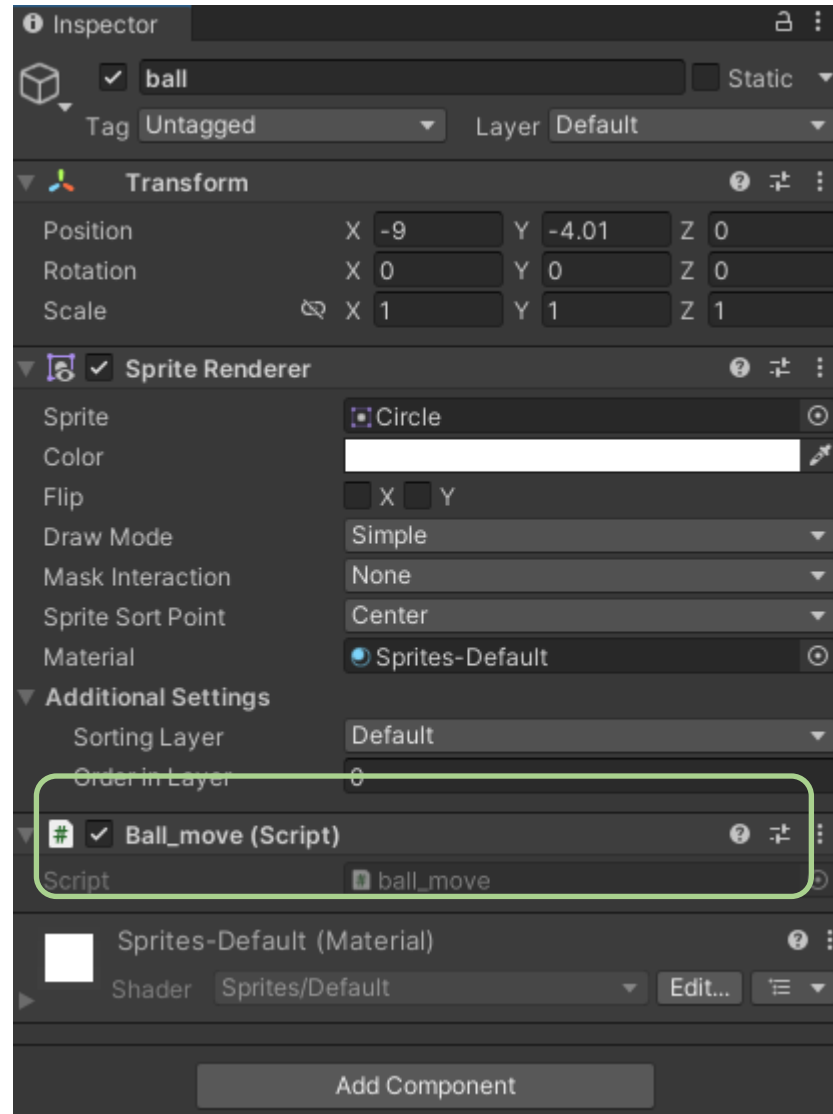 Inspector
ball Static
Tag Untagged Layer Default
Transform
Position X -9 Y -4.01 Z 0
Rotation X 0 Y 0 Z 0
Scale X 1 Y 1 Z 1
Sprite Renderer
Sprite Circle
Color
Flip X Y
Draw Mode Simple
Mask Interaction None
Sprite Sort Point Center
Material Sprites-Default
Additional Settings
Sorting Layer Default
Order in Layer 0
# Ball_move (Script)
Script # ball_move
Sprites-Default (Material)
Shader Sprites/Default Edit...
Add Component